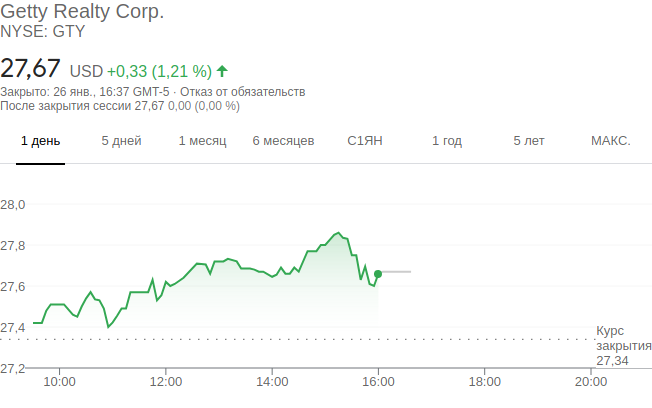 Getty Realty Corp.
NYSE: GTY
27,67 USD +0,33 (1,21 %)
Закрыто: 26 янв., 16:37 GMT-5 · Отказ от обязательств
После закрытия сессии 27,67 0,00 (0,00 %)
1 день 5 дней 1 месяц 6 месяцев С1ЯН 1 год 5 лет МАКС.
28,0
27,8
27,6
27,4
Курс
закрытия
27,34
27,2
10:00 12:00 14:00 16:00 18:00 20:00